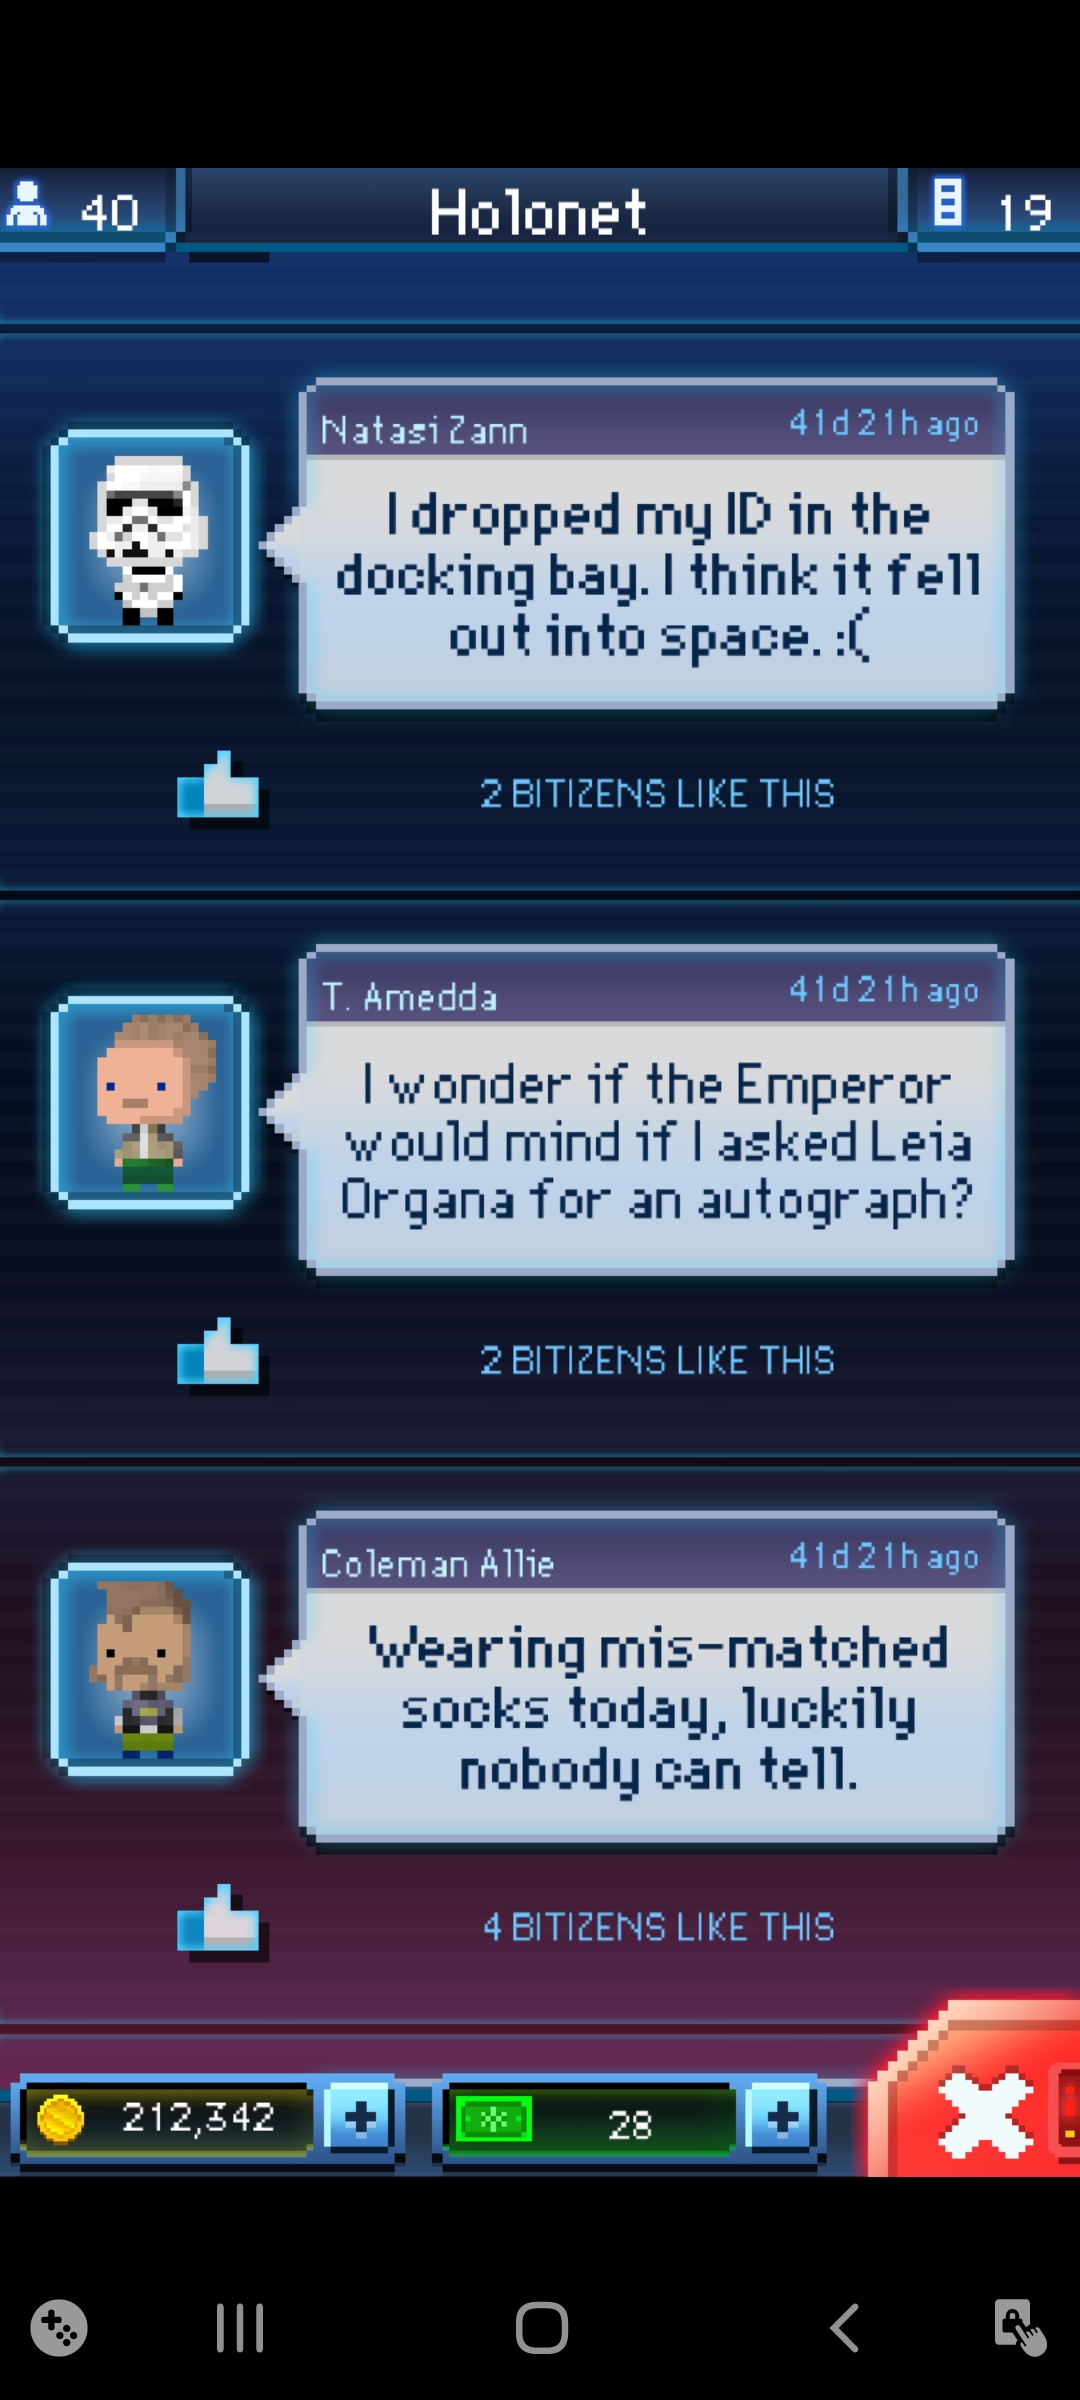 40
Holonet
19
Natasi Zann
41d 21h ago
I dropped my ID in the
docking bay. I think it fell
out into space. :(
2 BITIZENS LIKE THIS
T. Amedda
41d 21h ago
I wonder if the Emperor
would mind if I asked Leia
Organa for an autograph?
2 BITIZENS LIKE THIS
Coleman Allie
41d 21h ago
Wearing mis-matched
socks today, luckily
nobody can tell.
4 BITIZENS LIKE THIS
212,342
28